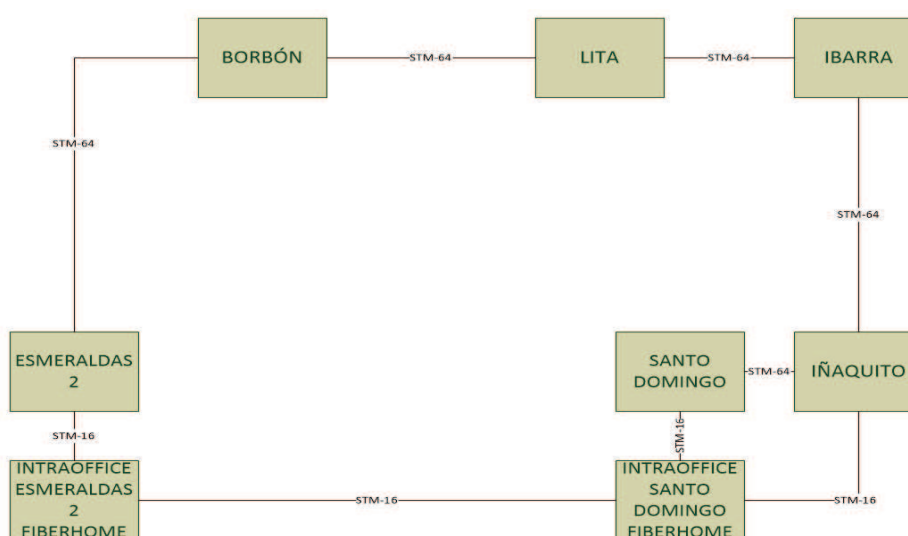 BORBÓN
STM-64
LITA
STM-64
IBARRA
STM-64
STM-64
ESMERALDAS
2
SANTO
DOMINGO
STM-64
IÑAQUITO
STM-16
STM-16
INTRAOFFICE
ESMERALDAS
2
FIBERHOME
STM-16
INTRAOFFICE
SANTO
DOMINGO
FIBERHOME
STM-16